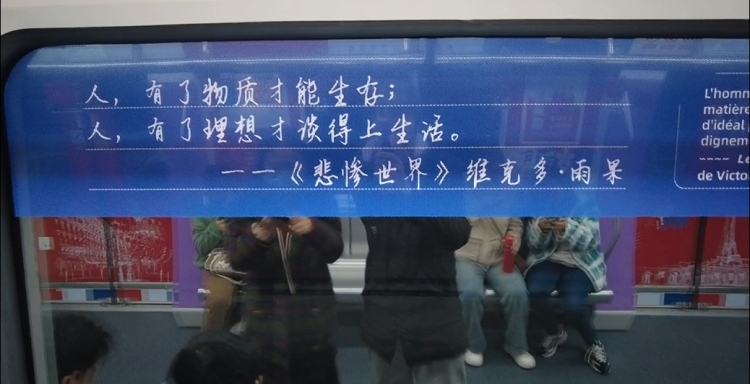 人，有了物质才能生存；
人，有了理想才谈得上生活。
——《悲惨世界》维克多·雨果
L'homm
matière
d'idéal
dignem
---- Le
de Victo